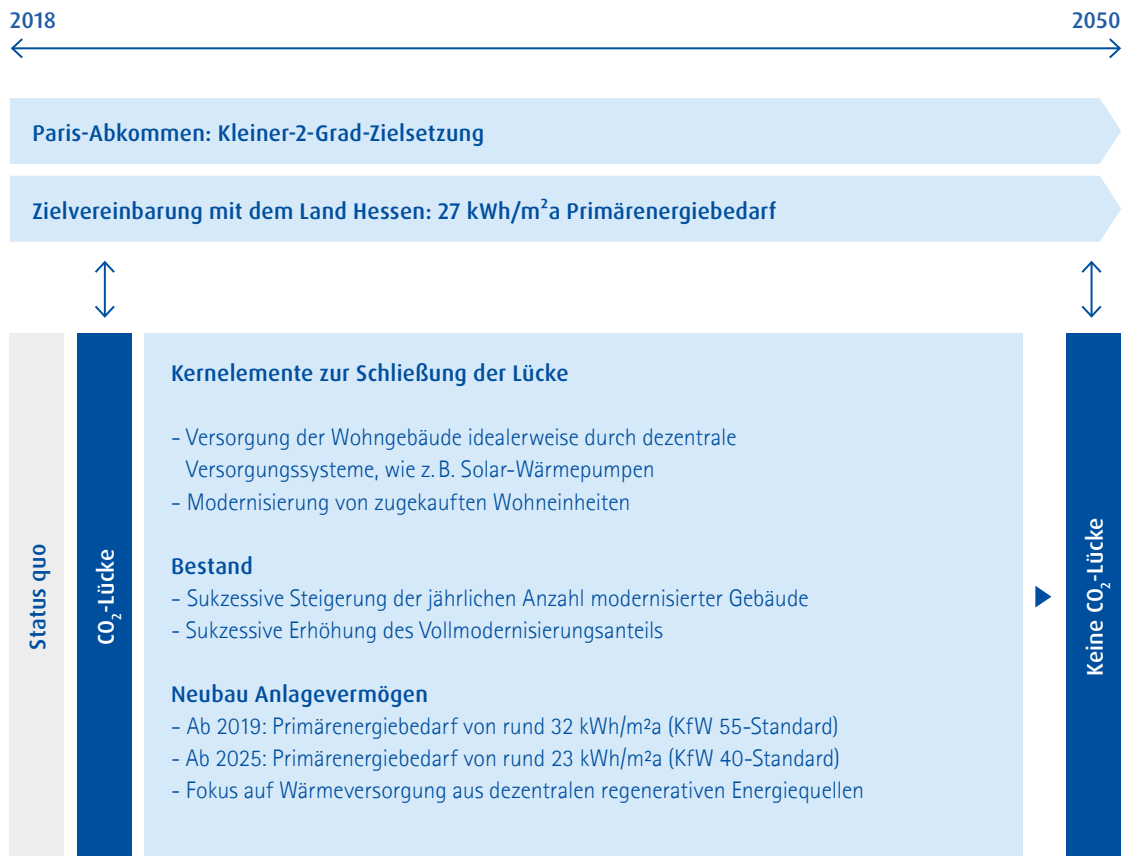 2018
2050
Paris-Abkommen: Kleiner-2-Grad-Zielsetzung
Zielvereinbarung mit dem Land Hessen: 27 kWh/m²a Primärenergiebedarf
Status quo
CO₂-Lücke
Kernelemente zur Schließung der Lücke
- Versorgung der Wohngebäude idealerweise durch dezentrale
Versorgungssysteme, wie z. B. Solar-Wärmepumpen
- Modernisierung von zugekauften Wohneinheiten
Bestand
- Sukzessive Steigerung der jährlichen Anzahl modernisierter Gebäude
- Sukzessive Erhöhung des Vollmodernisierungsanteils
Neubau Anlagevermögen
- Ab 2019: Primärenergiebedarf von rund 32 kWh/m²a (KfW 55-Standard)
- Ab 2025: Primärenergiebedarf von rund 23 kWh/m²a (KfW 40-Standard)
- Fokus auf Wärmeversorgung aus dezentralen regenerativen Energiequellen
Keine CO₂-Lücke